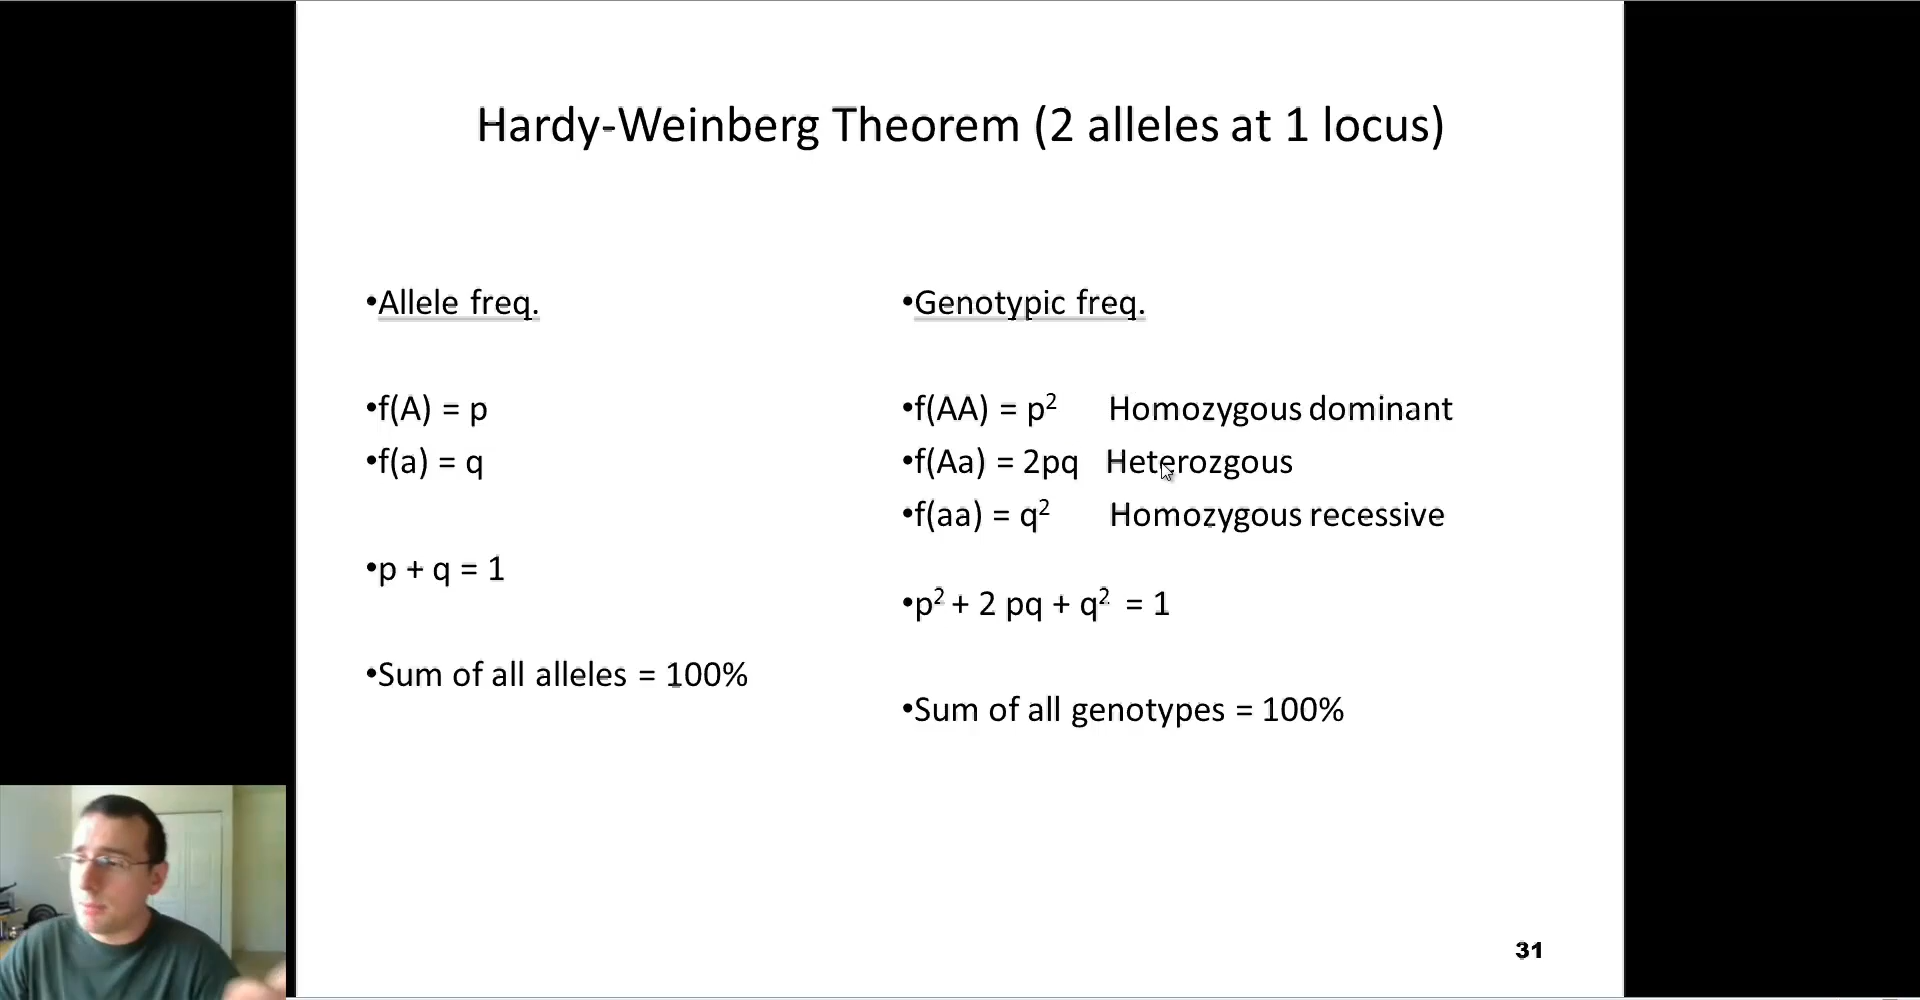 Hardy-Weinberg Theorem (2 alleles at 1 locus)
•Allele freq.
•f(A) = p
•f(a) = q
•p + q = 1
•Sum of all alleles = 100%
•Genotypic freq.
•f(AA) = p² Homozygous dominant
•f(Aa) = 2pq Heterozgous
•f(aa) = q² Homozygous recessive
•p² + 2 pq + q² = 1
•Sum of all genotypes = 100%
31